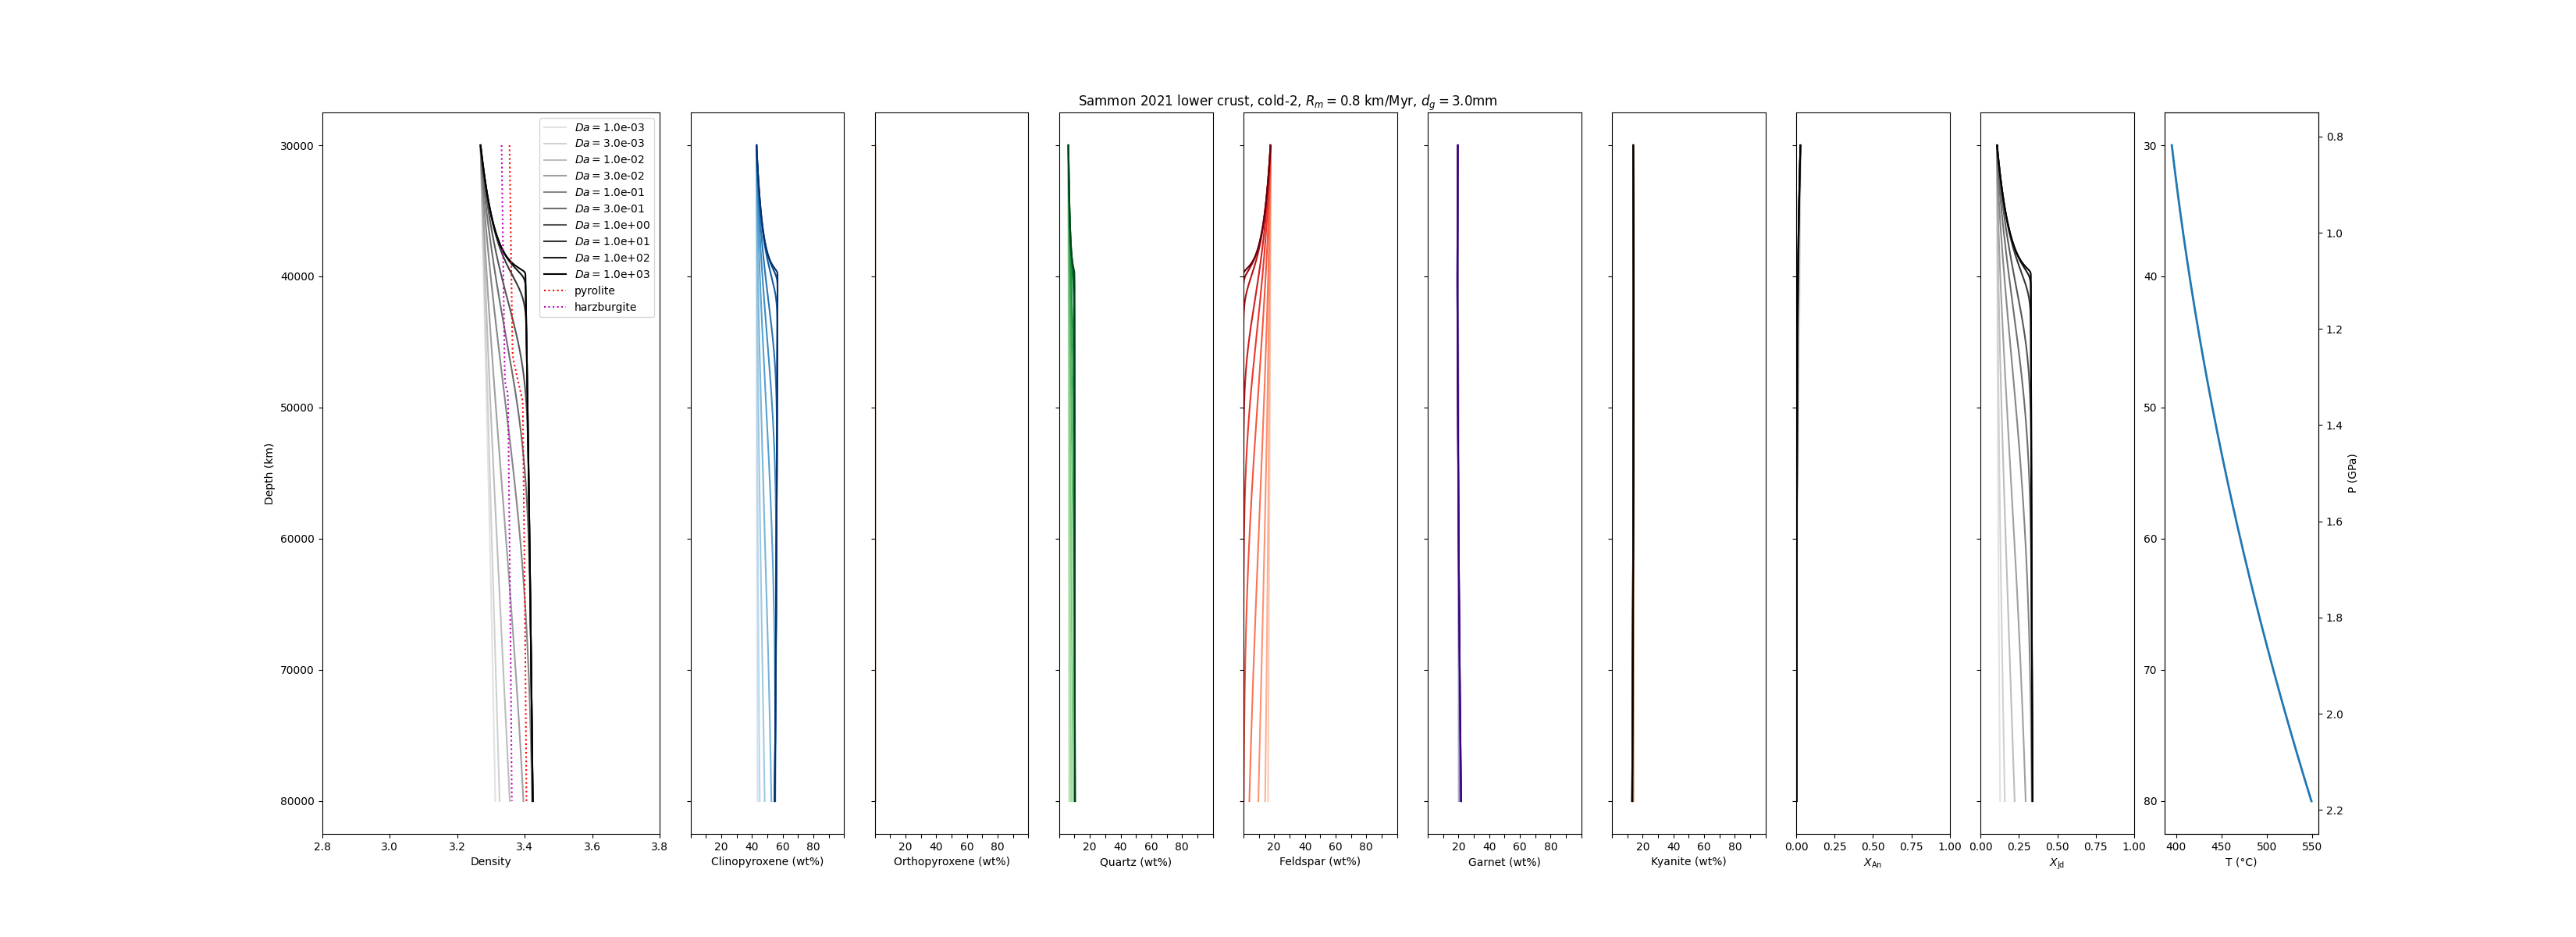 Sammon 2021 lower crust, cold-2, R_m = 0.8 km/Myr, d_g = 3.0mm
Da = 1.0e-03
Da = 3.0e-03
Da = 1.0e-02
Da = 3.0e-02
Da = 1.0e-01
Da = 3.0e-01
Da = 1.0e+00
Da = 1.0e+01
Da = 1.0e+02
Da = 1.0e+03
pyrolite
harzburgite
Depth (km)
30000
40000
50000
60000
70000
80000
2.8 3.0 3.2 3.4 3.6 3.8
Density
20 40 60 80
Clinopyroxene (wt%)
20 40 60 80
Orthopyroxene (wt%)
20 40 60 80
Quartz (wt%)
20 40 60 80
Feldspar (wt%)
20 40 60 80
Garnet (wt%)
20 40 60 80
Kyanite (wt%)
0.00 0.25 0.50 0.75 1.00
X_An
0.00 0.25 0.50 0.75 1.00
X_Jd
30
40
50
60
70
80
400 450 500 550
T (°C)
0.8
1.0
1.2
1.4
1.6
1.8
2.0
2.2
P (GPa)